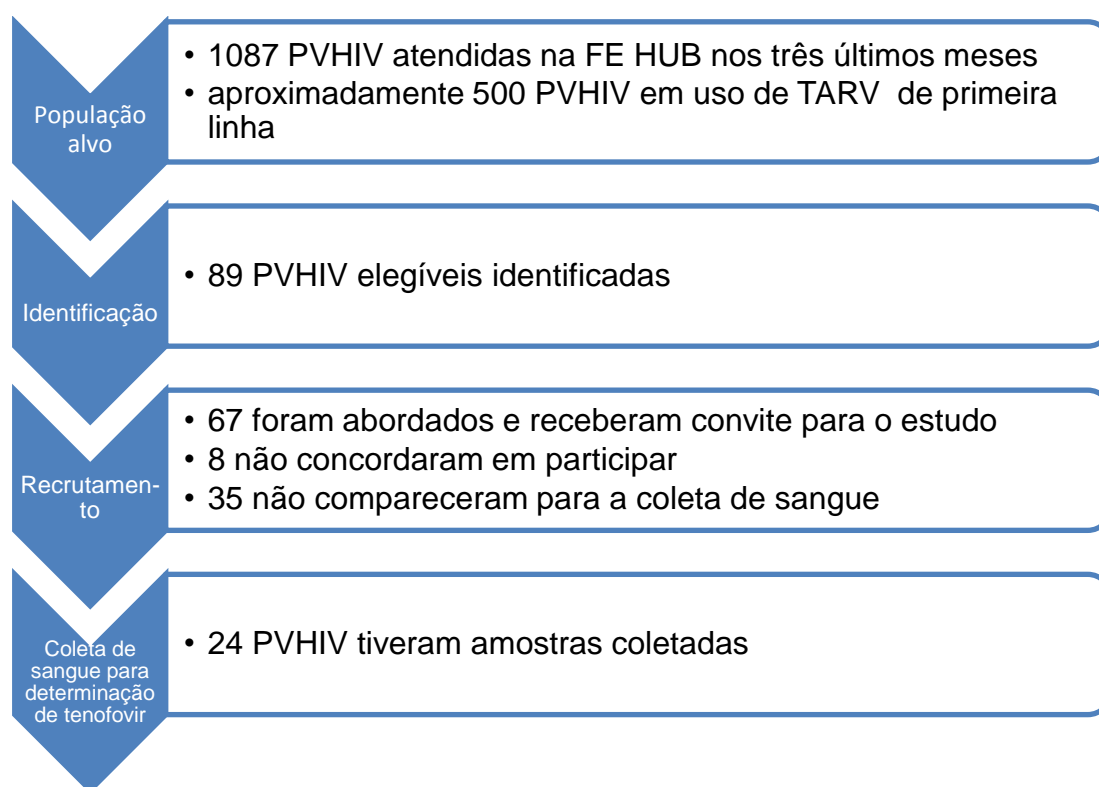 População
alvo
• 1087 PVHIV atendidas na FE HUB nos três últimos meses
• aproximadamente 500 PVHIV em uso de TARV de primeira
linha
Identificação
• 89 PVHIV elegíveis identificadas
Recrutamen-
to
• 67 foram abordados e receberam convite para o estudo
• 8 não concordaram em participar
• 35 não compareceram para a coleta de sangue
Coleta de
sangue para
determinação
de tenofovir
• 24 PVHIV tiveram amostras coletadas